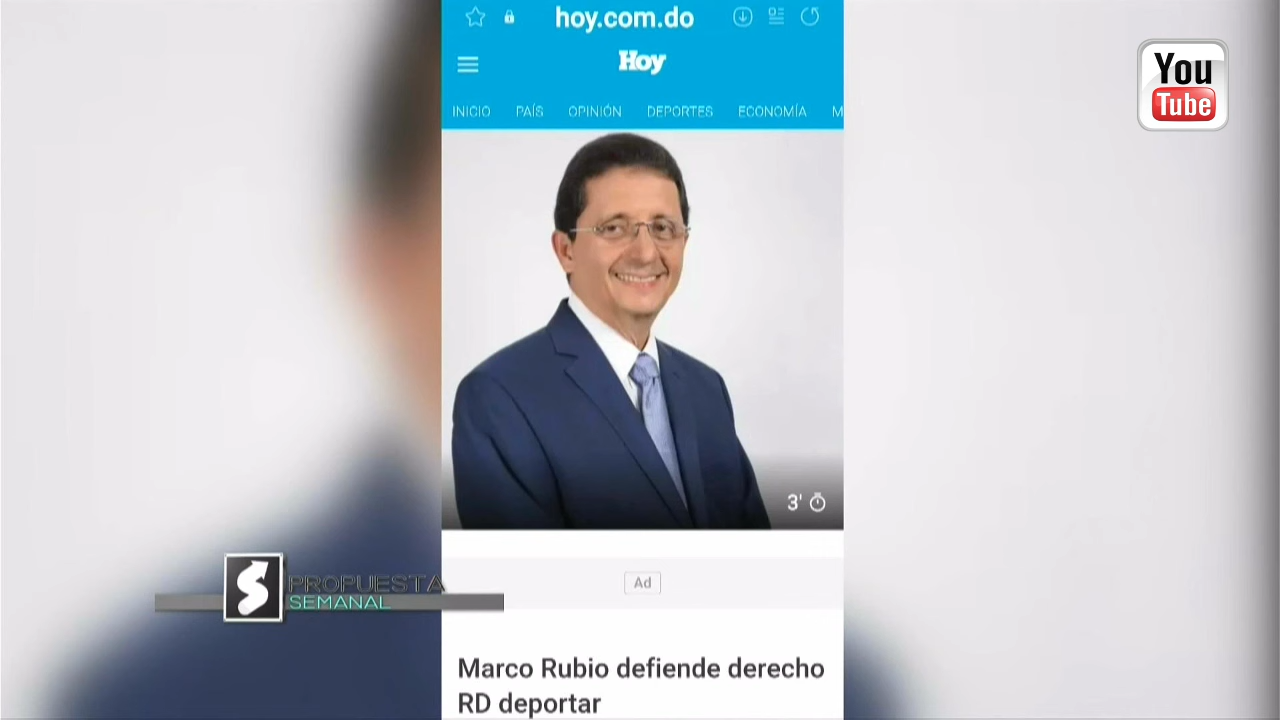 hoy.com.do
Hoy
INICIO PAÍS OPINIÓN DEPORTES ECONOMÍA M
You
Tube
3'
PROPUESTA
SEMANAL
Ad
Marco Rubio defiende derecho
RD deportar